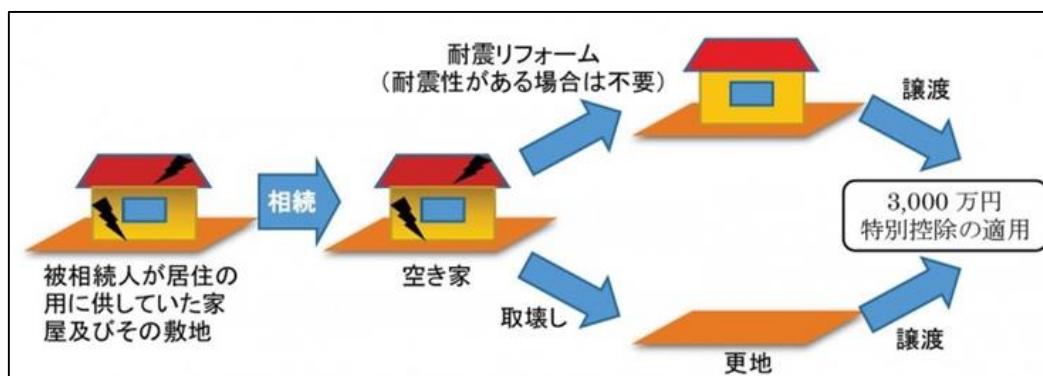 耐震リフォーム
（耐震性がある場合は不要）
譲渡
相続
3,000 万円
特別控除の適用
被相続人が居住の
用に供していた家
屋及びその敷地
空き家
取壊し
更地
譲渡